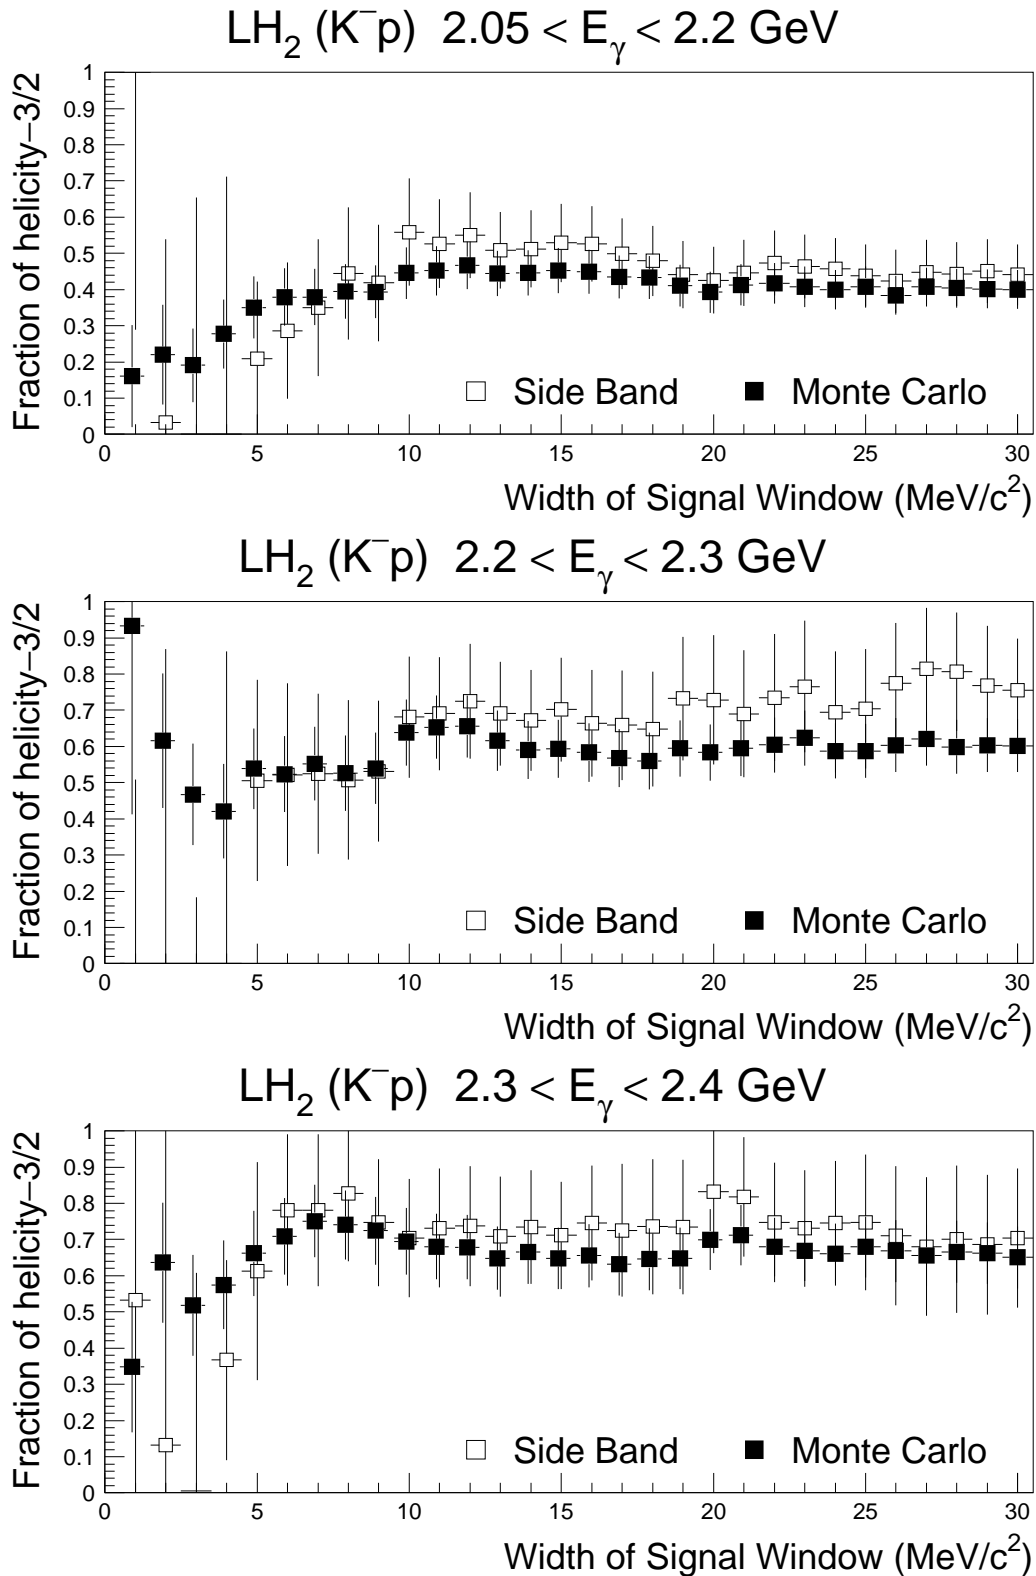 LH₂ (K⁻p) 2.05 < Eᵧ < 2.2 GeV
Fraction of helicity−3/2
1
0.9
0.8
0.7
0.6
0.5
0.4
0.3
0.2
0.1
0
Side Band Monte Carlo
0 5 10 15 20 25 30
Width of Signal Window (MeV/c²)
LH₂ (K⁻p) 2.2 < Eᵧ < 2.3 GeV
Fraction of helicity−3/2
1
0.9
0.8
0.7
0.6
0.5
0.4
0.3
0.2
0.1
0
Side Band Monte Carlo
0 5 10 15 20 25 30
Width of Signal Window (MeV/c²)
LH₂ (K⁻p) 2.3 < Eᵧ < 2.4 GeV
Fraction of helicity−3/2
1
0.9
0.8
0.7
0.6
0.5
0.4
0.3
0.2
0.1
0
Side Band Monte Carlo
0 5 10 15 20 25 30
Width of Signal Window (MeV/c²)